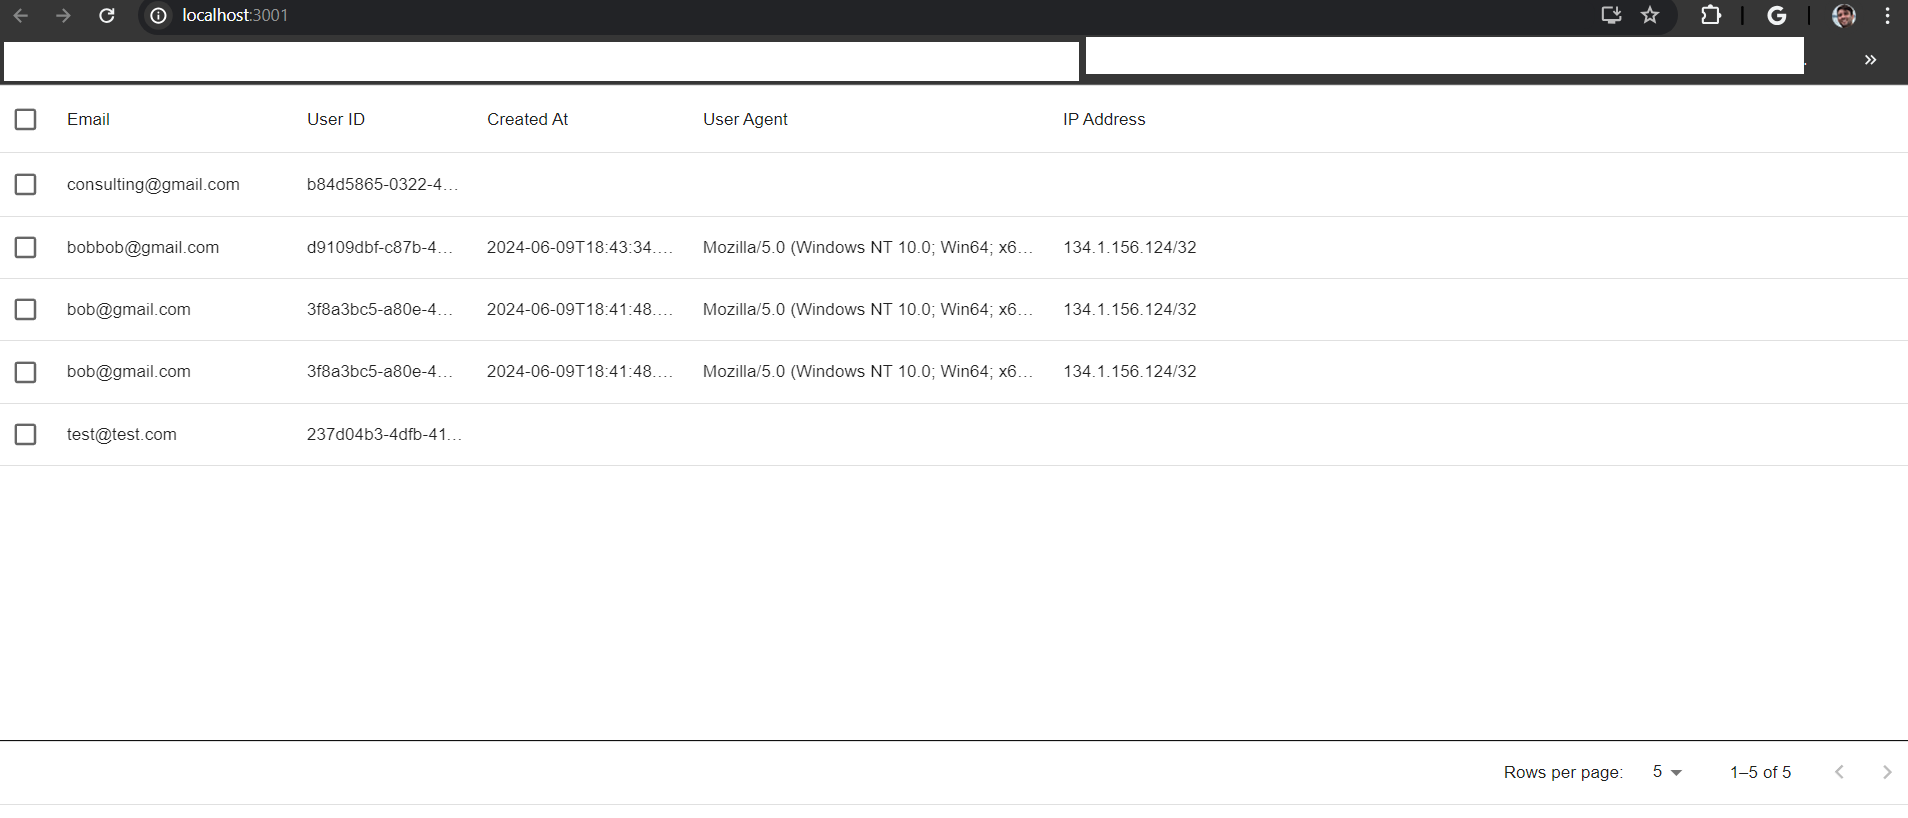 localhost:3001
Email User ID Created At User Agent IP Address
consulting@gmail.com b84d5865-0322-4...
bobbob@gmail.com d9109dbf-c87b-4... 2024-06-09T18:43:34.... Mozilla/5.0 (Windows NT 10.0; Win64; x6... 134.1.156.124/32
bob@gmail.com 3f8a3bc5-a80e-4... 2024-06-09T18:41:48.... Mozilla/5.0 (Windows NT 10.0; Win64; x6... 134.1.156.124/32
bob@gmail.com 3f8a3bc5-a80e-4... 2024-06-09T18:41:48.... Mozilla/5.0 (Windows NT 10.0; Win64; x6... 134.1.156.124/32
test@test.com 237d04b3-4dfb-41...
Rows per page: 5 1–5 of 5